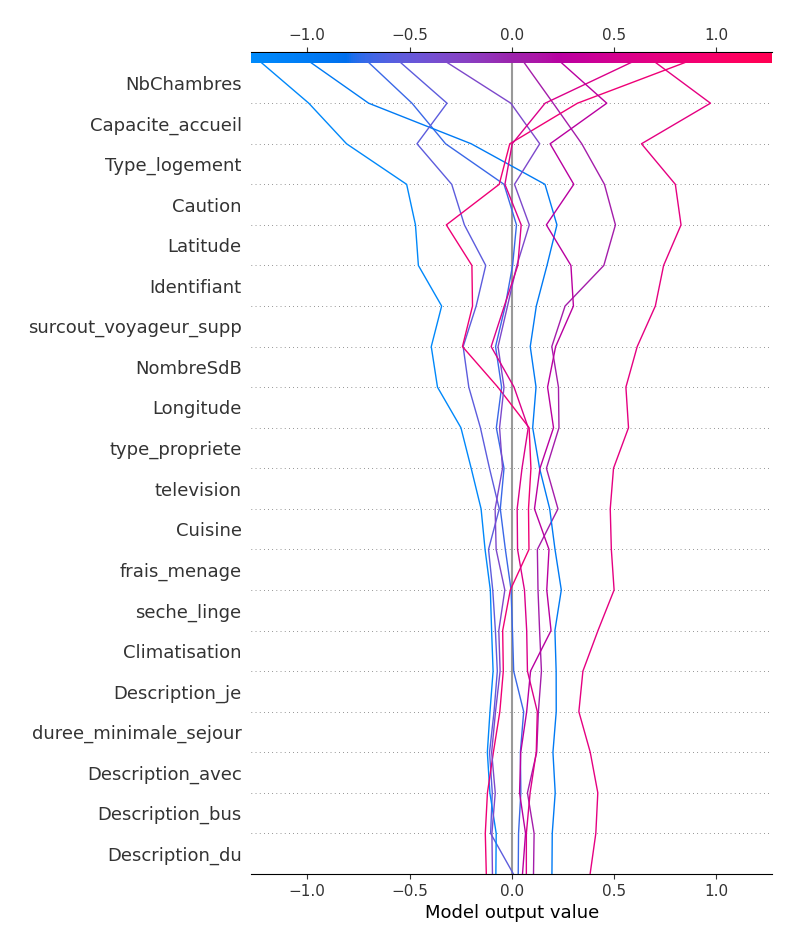 −1.0 −0.5 0.0 0.5 1.0
NbChambres
Capacite_accueil
Type_logement
Caution
Latitude
Identifiant
surcout_voyageur_supp
NombreSdB
Longitude
type_propriete
television
Cuisine
frais_menage
seche_linge
Climatisation
Description_je
duree_minimale_sejour
Description_avec
Description_bus
Description_du
−1.0 −0.5 0.0 0.5 1.0
Model output value